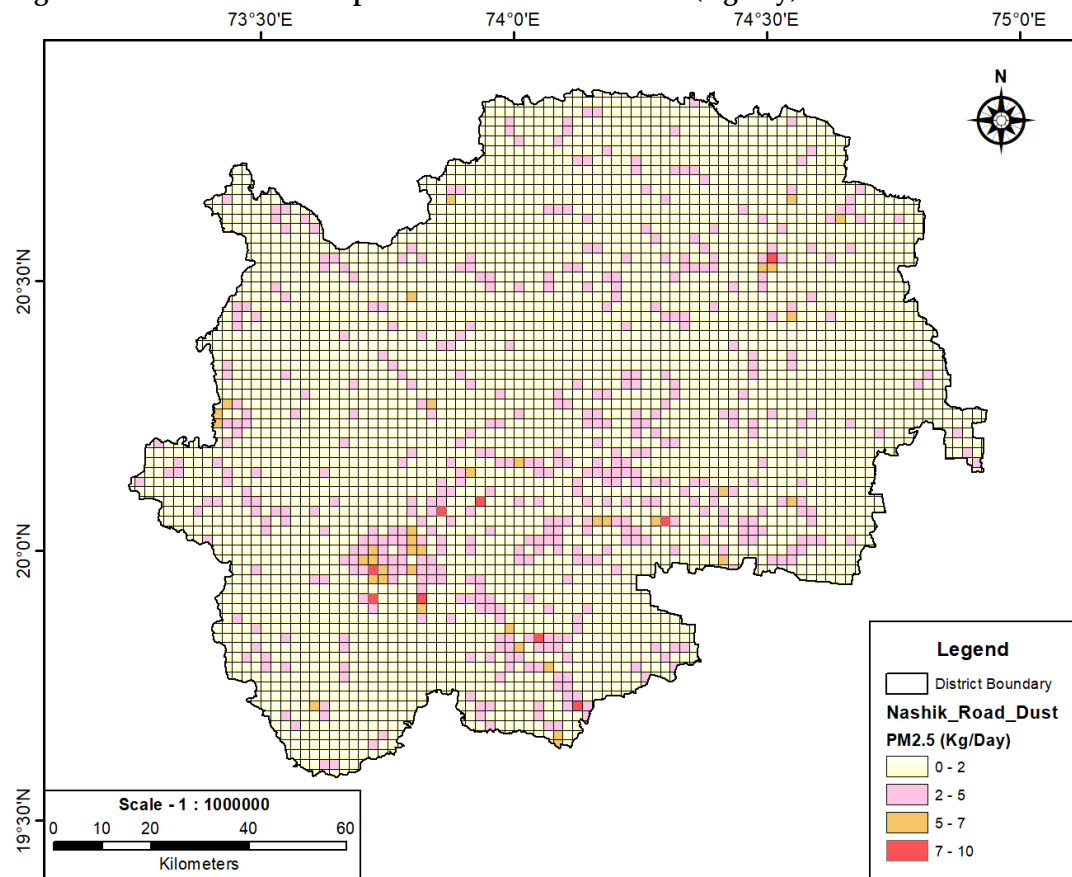 73°30'E 74°0'E 74°30'E 75°0'E
N
20°30'N
20°0'N
19°30'N
Legend
District Boundary
Nashik_Road_Dust
PM2.5 (Kg/Day)
0 - 2
2 - 5
5 - 7
7 - 10
Scale - 1 : 1000000
0 10 20 40 60
Kilometers